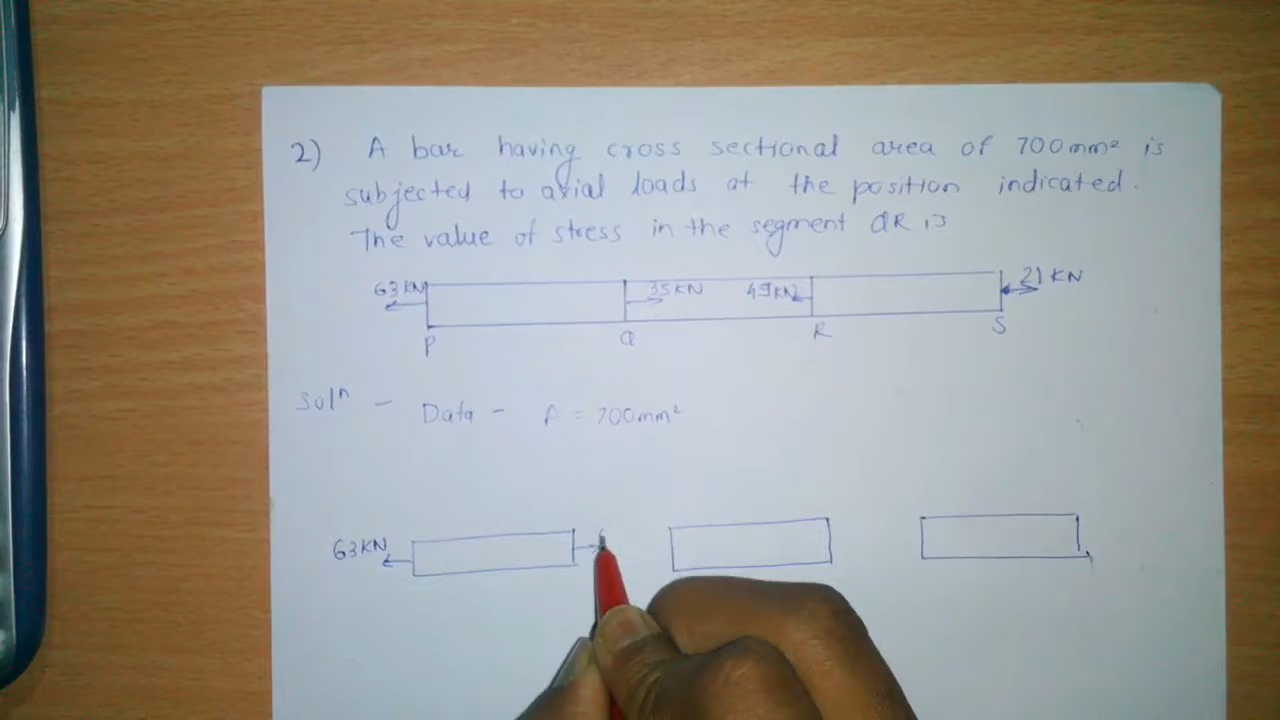 2) A bar having cross sectional area of 700mm² is
subjected to axial loads at the position indicated.
The value of stress in the segment QR is
63KN 35KN 49KN 21KN
P Q R S
Solⁿ - Data - A = 700mm²
63KN